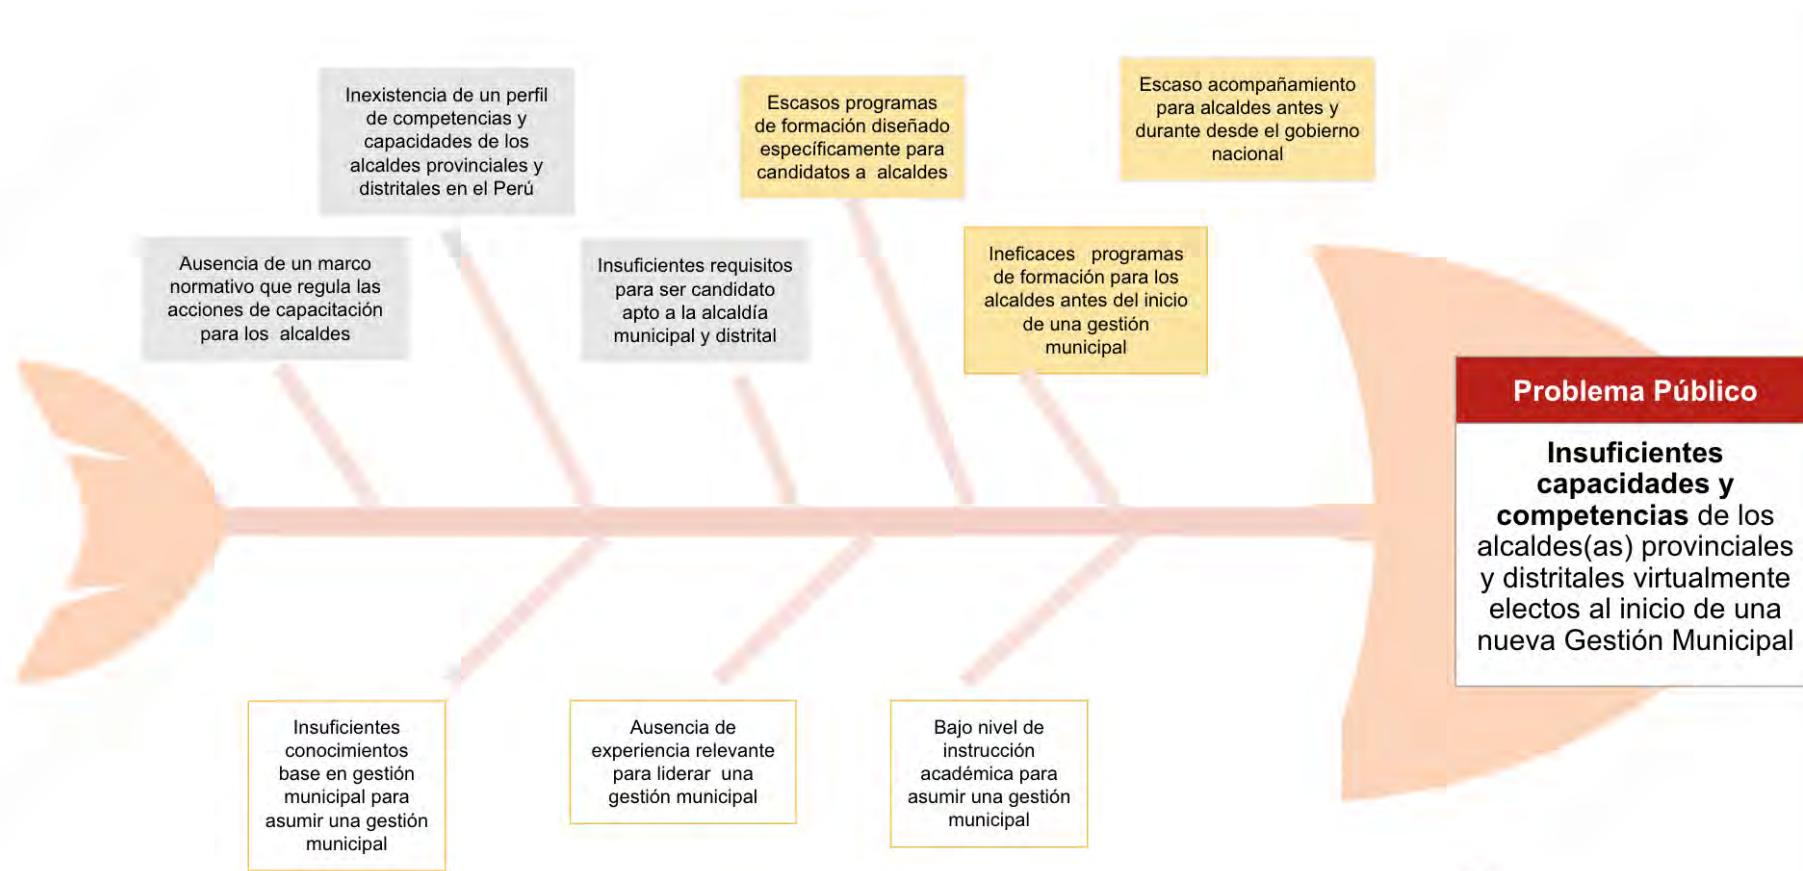 Inexistencia de un perfil
de competencias y
capacidades de los
alcaldes provinciales y
distritales en el Perú
Escasos programas
de formación diseñado
específicamente para
candidatos a alcaldes
Escaso acompañamiento
para alcaldes antes y
durante desde el gobierno
nacional
Ausencia de un marco
normativo que regula las
acciones de capacitación
para los alcaldes
Insuficientes requisitos
para ser candidato
apto a la alcaldía
municipal y distrital
Ineficaces programas
de formación para los
alcaldes antes del inicio
de una gestión
municipal
Problema Público
Insuficientes
capacidades y
competencias de los
alcaldes(as) provinciales
y distritales virtualmente
electos al inicio de una
nueva Gestión Municipal
Insuficientes
conocimientos
base en gestión
municipal para
asumir una gestión
municipal
Ausencia de
experiencia relevante
para liderar una
gestión municipal
Bajo nivel de
instrucción
académica para
asumir una gestión
municipal